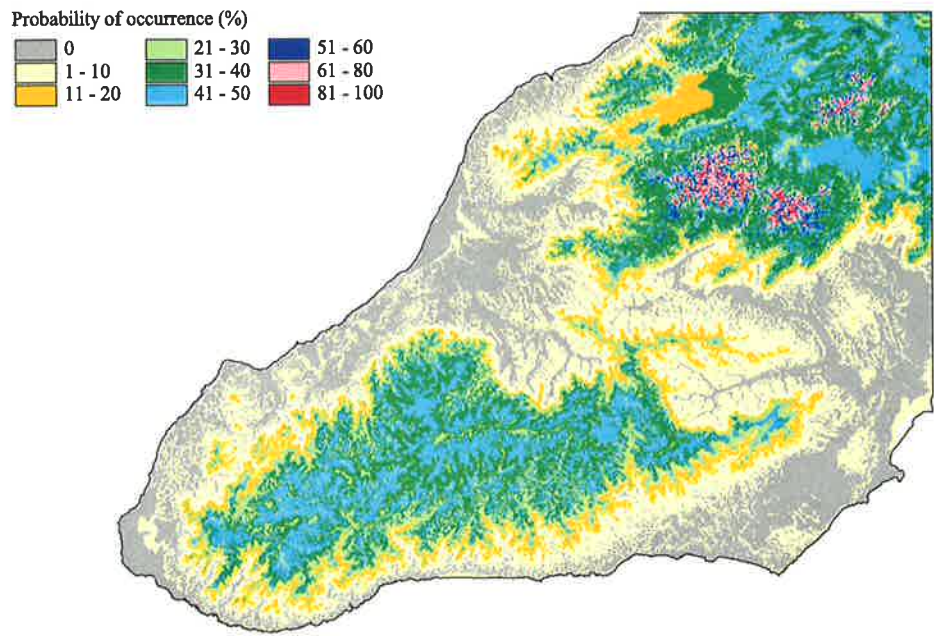 Probability of occurrence (%)
0 21 - 30 51 - 60
1 - 10 31 - 40 61 - 80
11 - 20 41 - 50 81 - 100